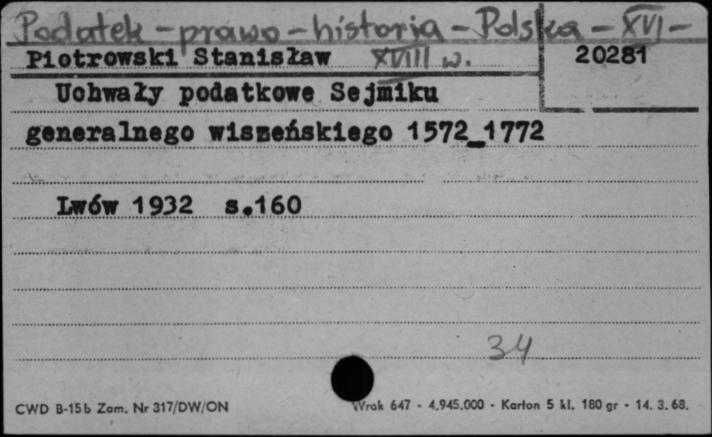 Podatek - prawo - historja - Polska - XVI -
XVIII w.
Piotrowski Stanisław
20281
Uchwały podatkowe Sejmiku
generalnego wiszeńskiego 1572_1772
Lwów 1932 s.160
34
CWD B-15b Zam. Nr 317/DW/ON
Wrak 647 - 4.945.000 - Karton 5 kl. 180 gr - 14. 3. 68.